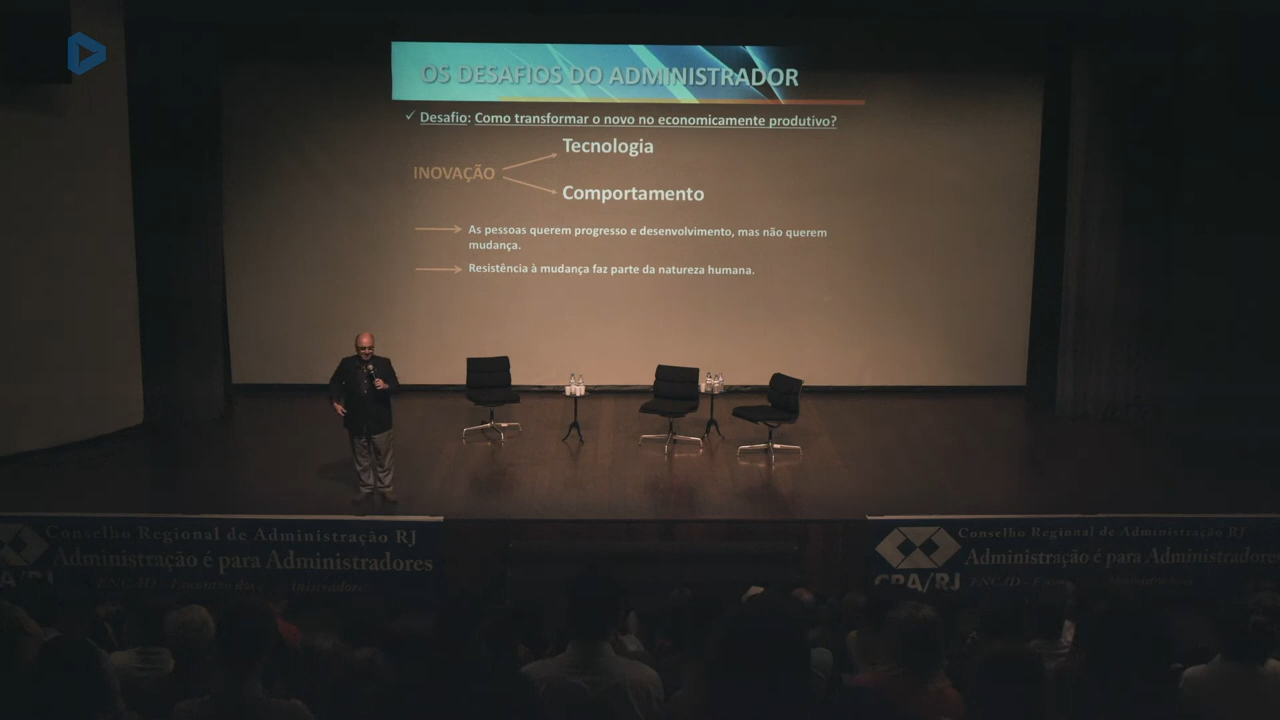 OS DESAFIOS DO ADMINISTRADOR
✓ Desafio: Como transformar o novo no economicamente produtivo?
Tecnologia
INOVAÇÃO
Comportamento
As pessoas querem progresso e desenvolvimento, mas não querem
mudança.
Resistência à mudança faz parte da natureza humana.
Conselho Regional de Administração RJ
Administração é para Administradores
Conselho Regional de Administração RJ
Administração é para Administradores
CRA/RJ